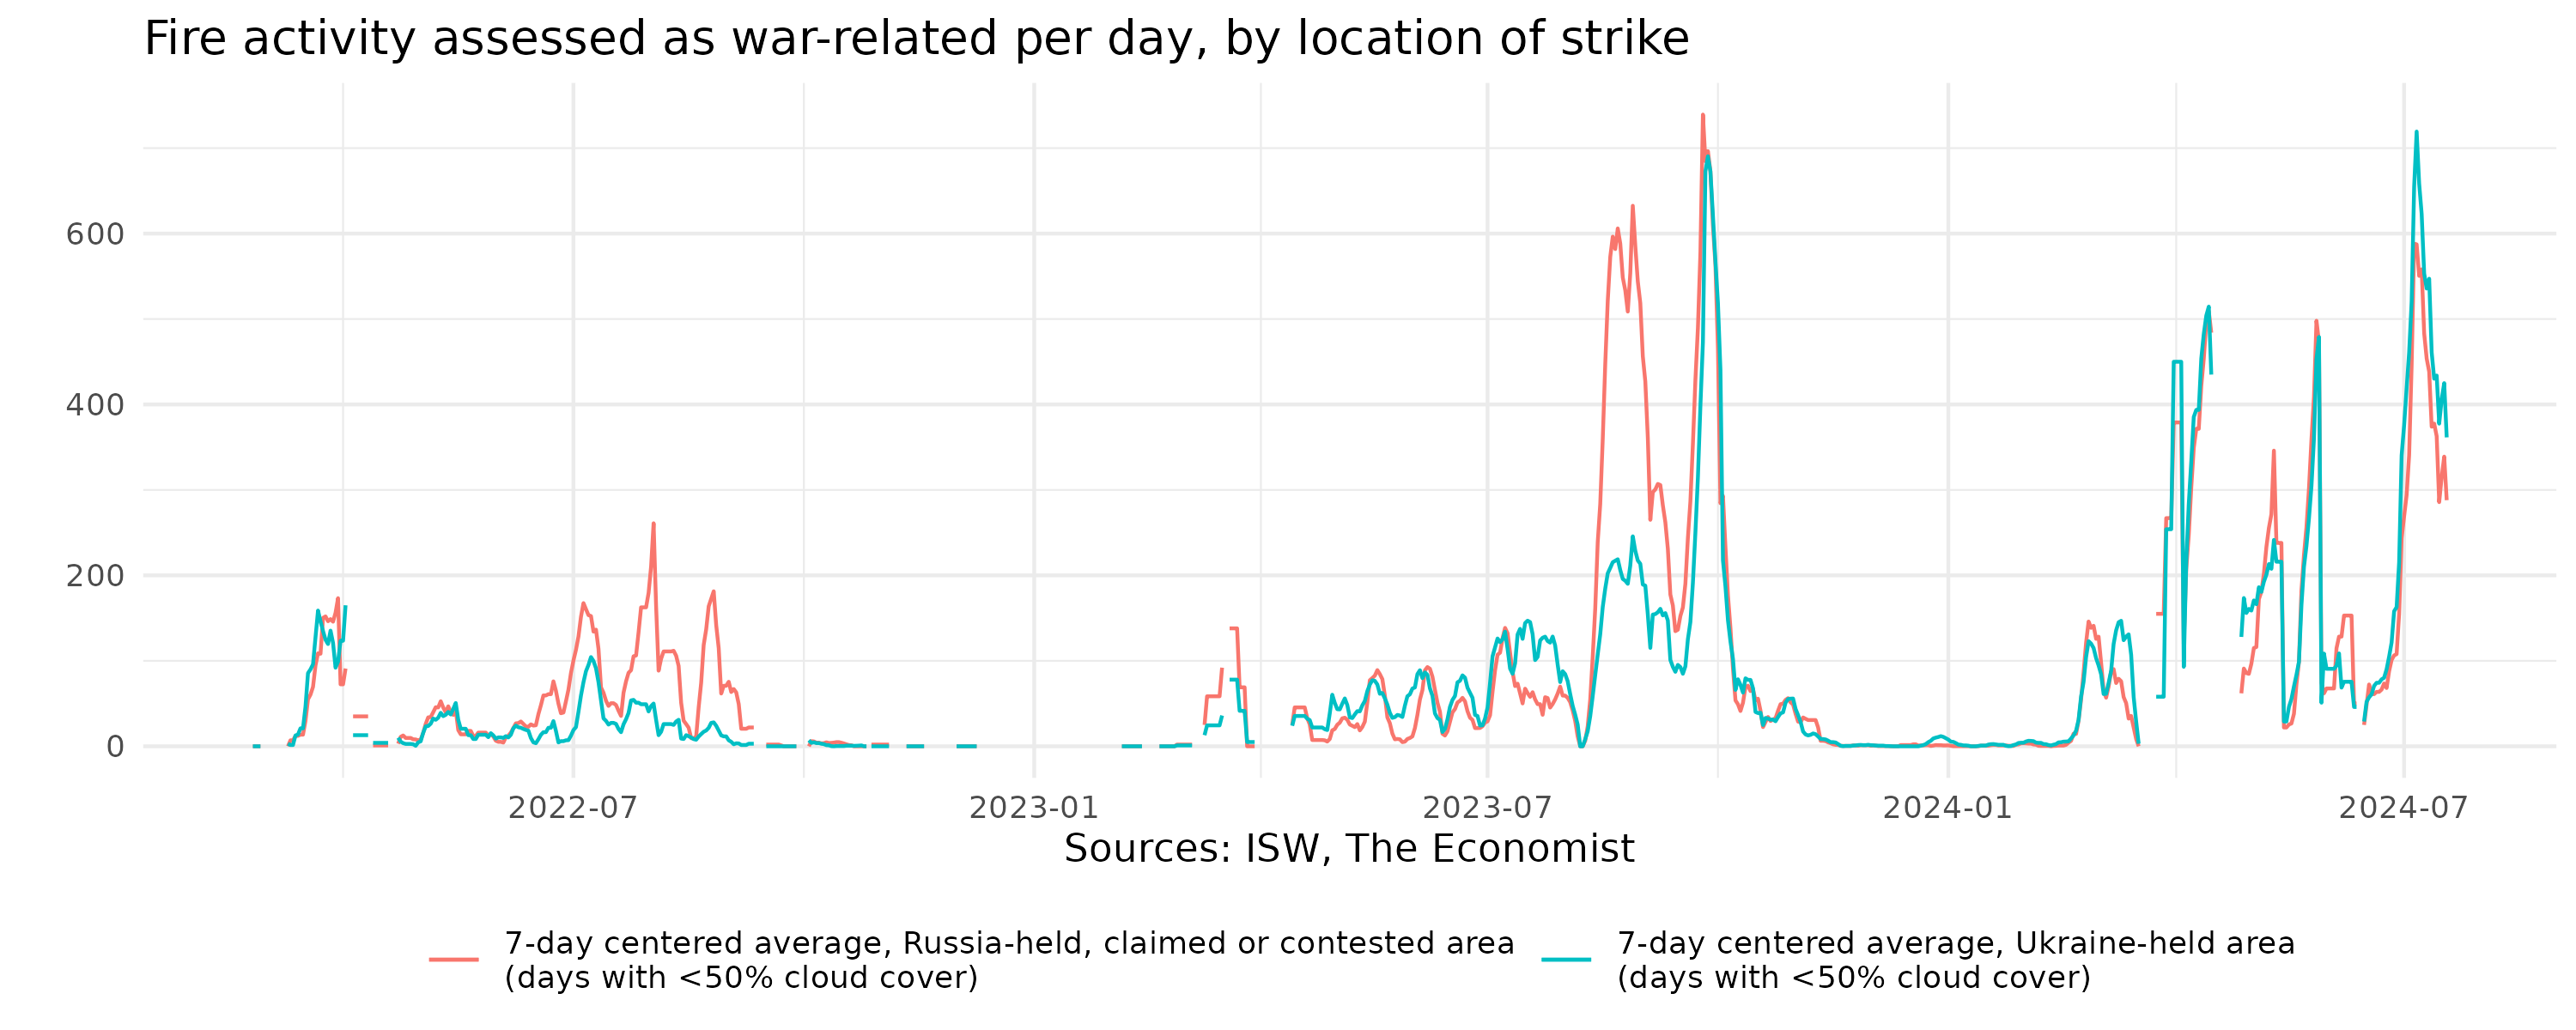 Fire activity assessed as war-related per day, by location of strike
600
400
200
0
2022-07
2023-01
2023-07
2024-01
2024-07
Sources: ISW, The Economist
7-day centered average, Russia-held, claimed or contested area
(days with <50% cloud cover)
7-day centered average, Ukraine-held area
(days with <50% cloud cover)